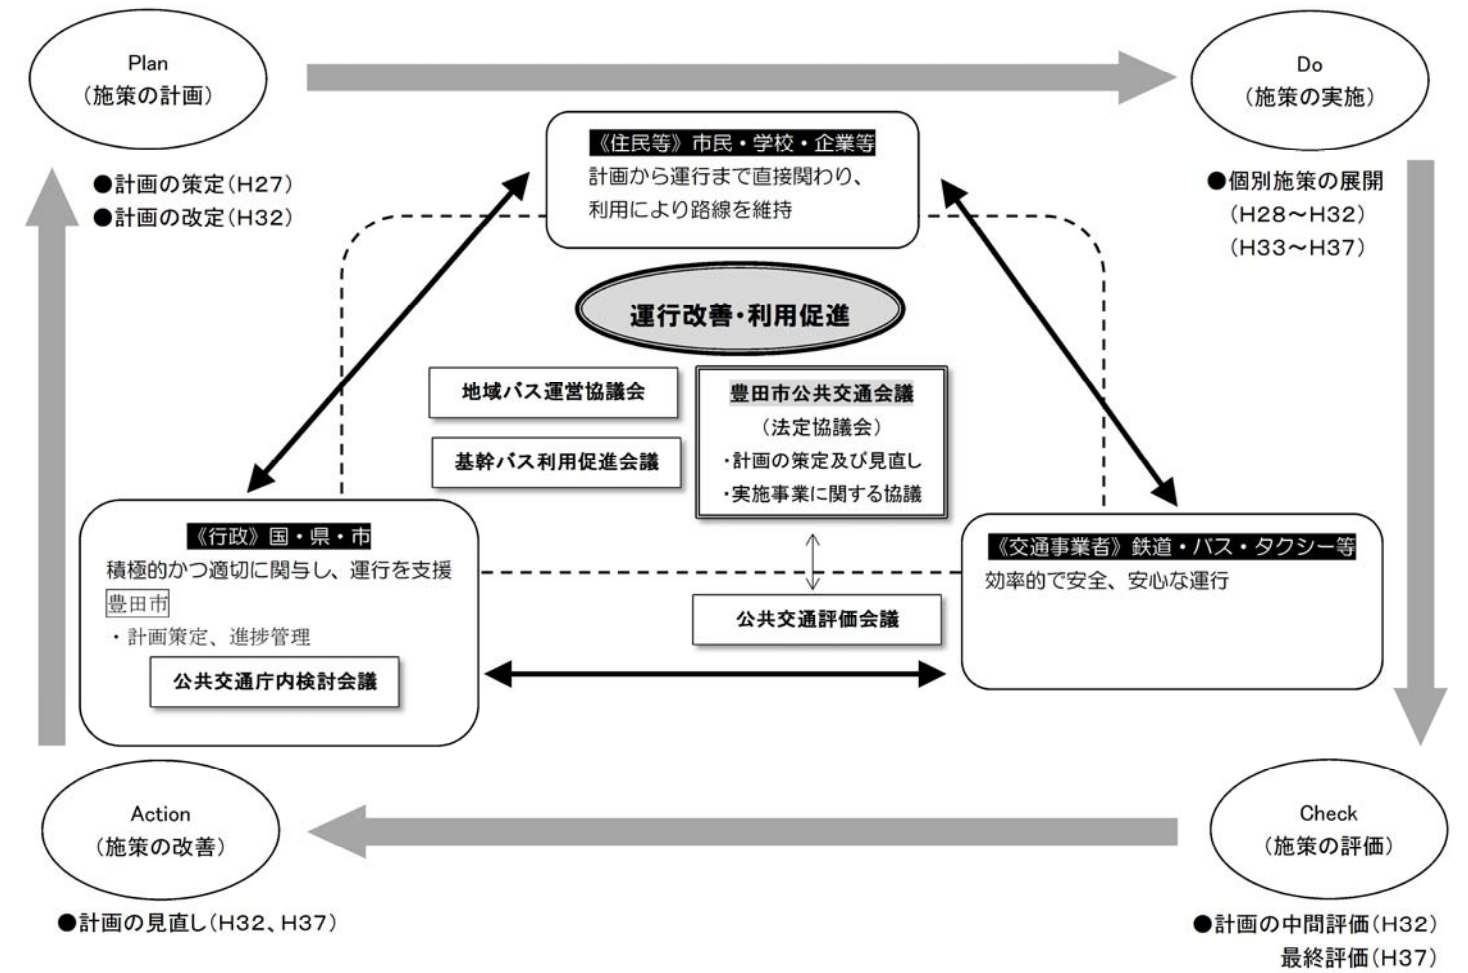 Plan
（施策の計画）
●計画の策定（H27）
●計画の改定（H32）
Do
（施策の実施）
●個別施策の展開
（H28～H32）
（H33～H37）
《住民等》市民・学校・企業等
計画から運行まで直接関わり、
利用により路線を維持
運行改善・利用促進
地域バス運営協議会
基幹バス利用促進会議
豊田市公共交通会議
（法定協議会）
・計画の策定及び見直し
・実施事業に関する協議
《行政》国・県・市
積極的かつ適切に関与し、運行を支援
豊田市
・計画策定、進捗管理
公共交通庁内検討会議
《交通事業者》鉄道・バス・タクシー等
効率的で安全、安心な運行
公共交通評価会議
Action
（施策の改善）
●計画の見直し（H32、H37）
Check
（施策の評価）
●計画の中間評価（H32）
最終評価（H37）